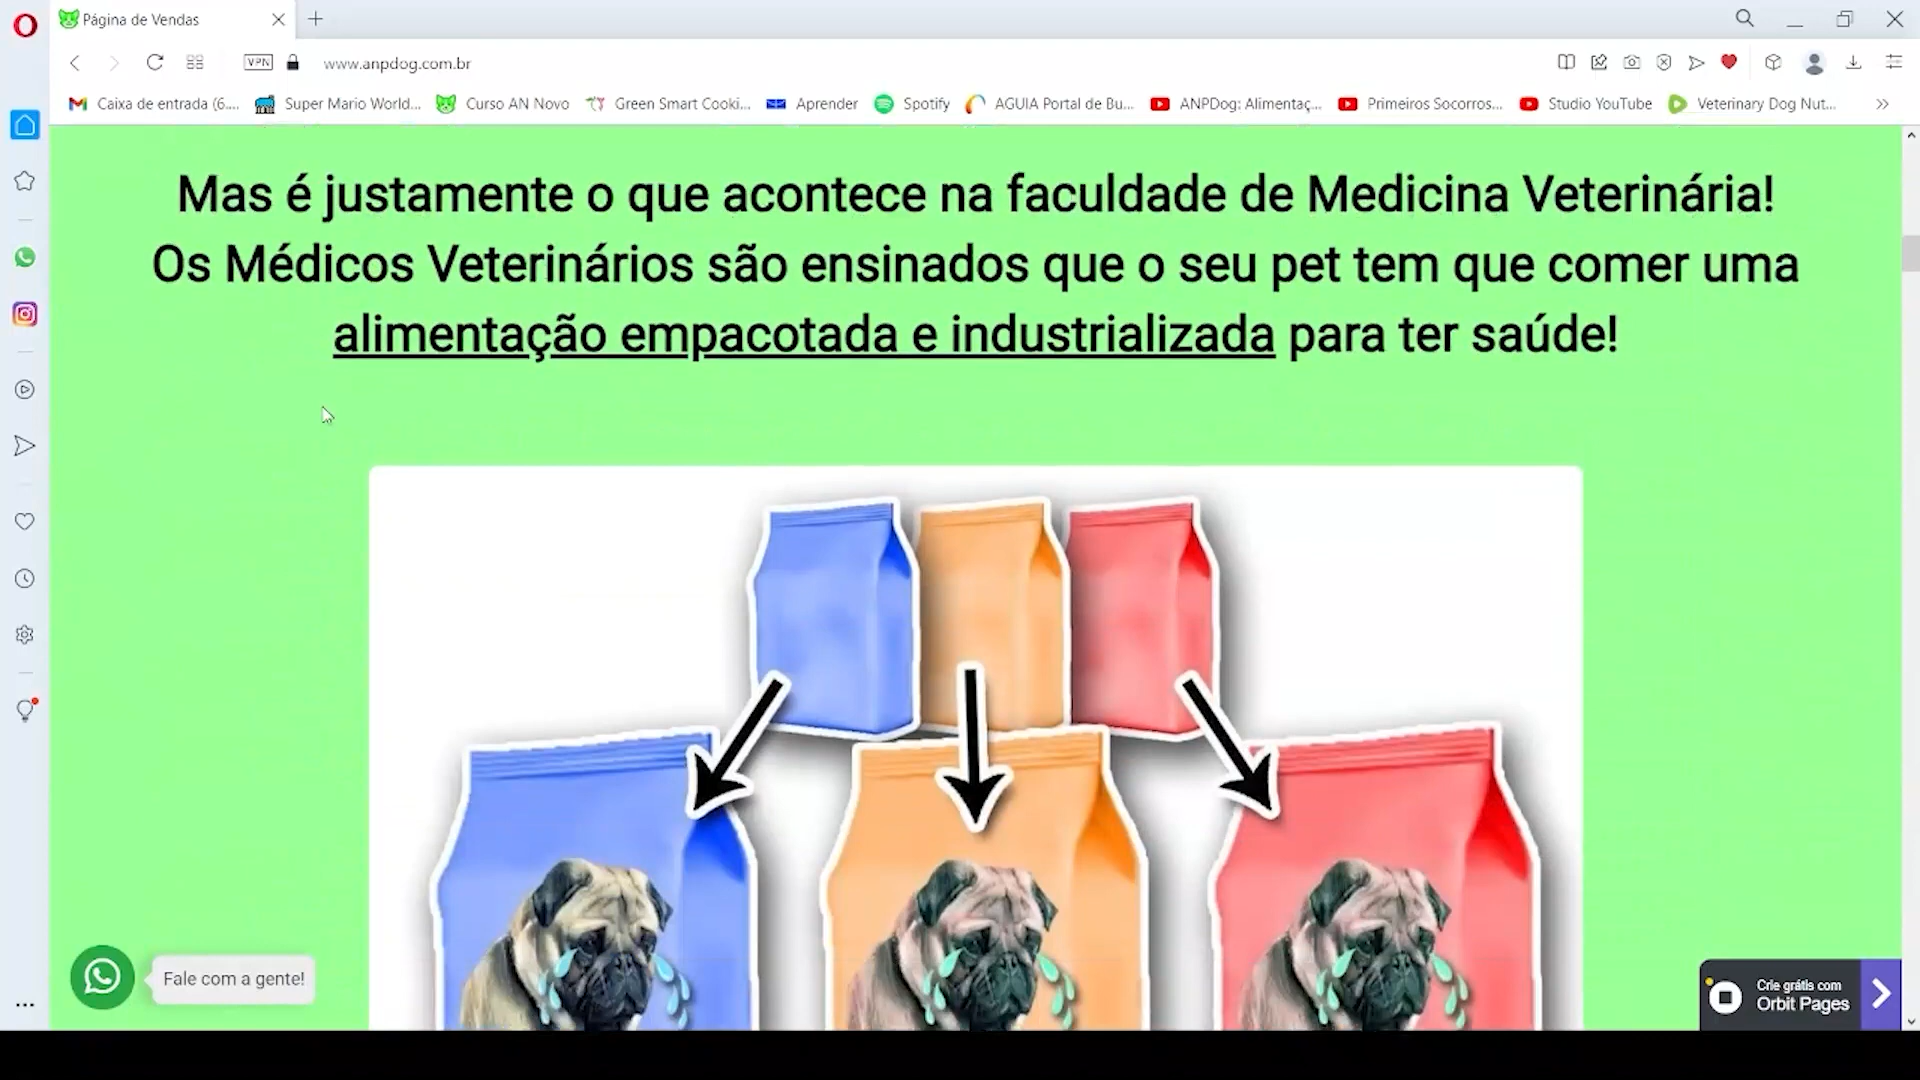 Página de Vendas
VPN
www.anpdog.com.br
Caixa de entrada (6....
Super Mario World...
Curso AN Novo
Green Smart Cooki...
Aprender
Spotify
AGUIA Portal de Bu...
ANPDog: Alimentaç...
Primeiros Socorros...
Studio YouTube
Veterinary Dog Nut...
Mas é justamente o que acontece na faculdade de Medicina Veterinária!
Os Médicos Veterinários são ensinados que o seu pet tem que comer uma
alimentação empacotada e industrializada para ter saúde!
Fale com a gente!
Crie grátis com
Orbit Pages